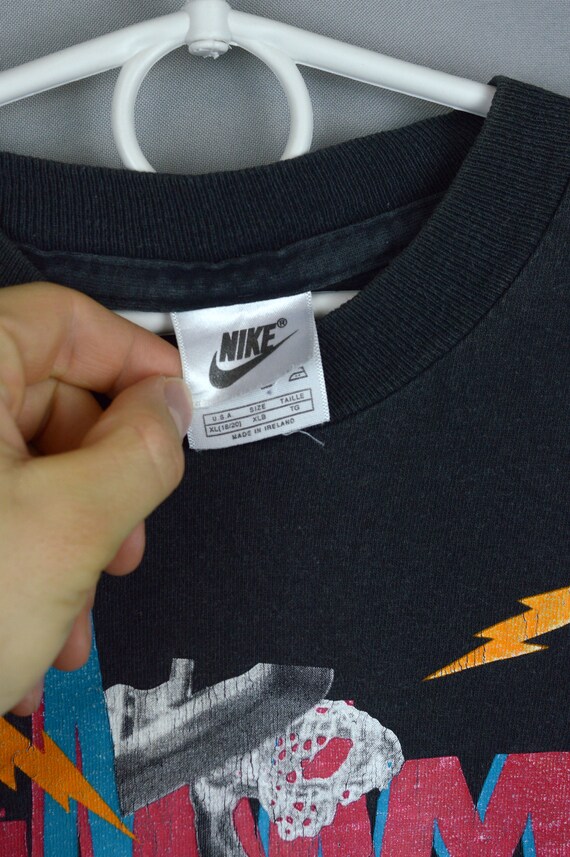 NIKE®
U.S.A. SIZE TAILLE
XL(18/20) XLB TG
MADE IN IRELAND